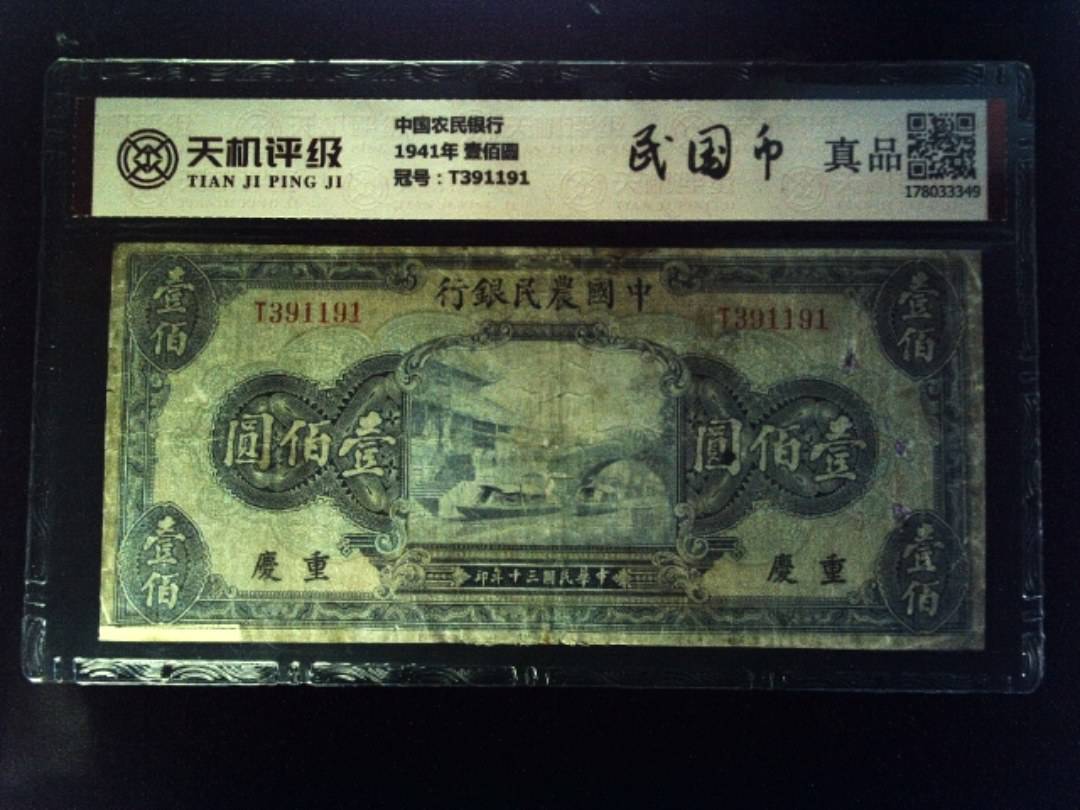 天机评级
TIAN JI PING JI
中国农民银行
1941年 壹佰圆
冠号：T391191
民国币
真品
178033349
行銀民農國中
T391191
T391191
壹佰
壹佰
圓佰壹
圓佰壹
慶重
慶重
印年十三國民華中
壹佰
壹佰